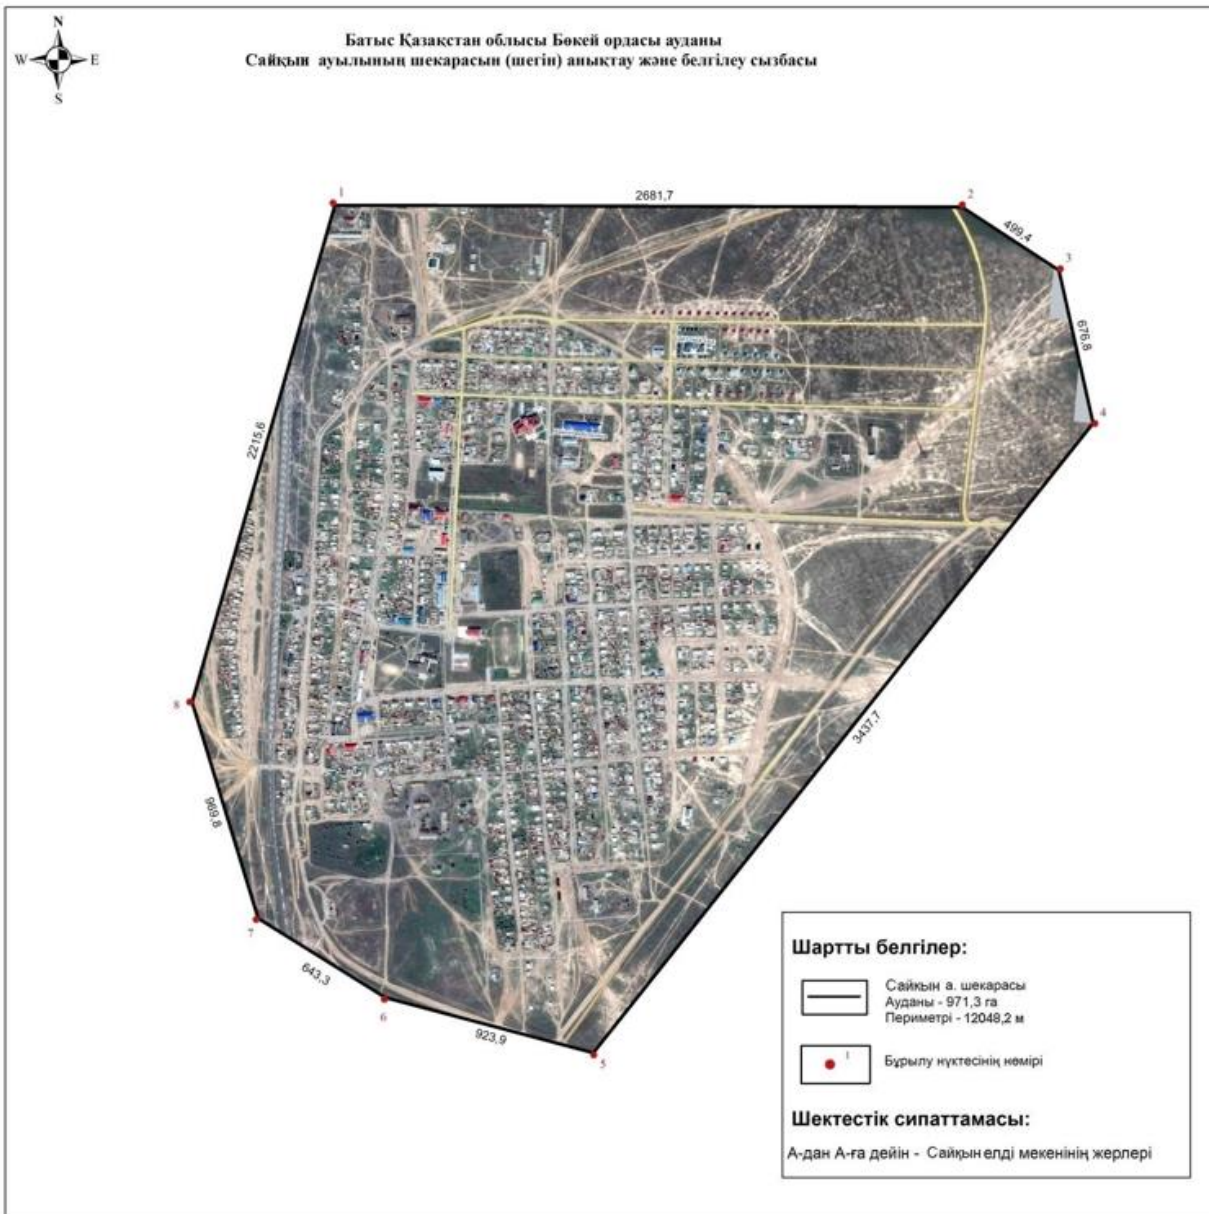 N
W E
S
Батыс Қазақстан облысы Бөкей ордасы ауданы
Сайқын ауылының шекарасын (шегін) анықтау және белгілеу сызбасы
1
2681,7
2
499,4
3
676,8
4
2215,6
3437,7
8
969,8
7
643,3
6
923,9
5
Шартты белгілер:
Сайқын а. шекарасы
Ауданы - 971,3 га
Периметрі - 12048,2 м
1
Бұрылу нүктесінің нөмірі
Шектестік сипаттамасы:
А-дан А-ға дейін - Сайқын елді мекенінің жерлері